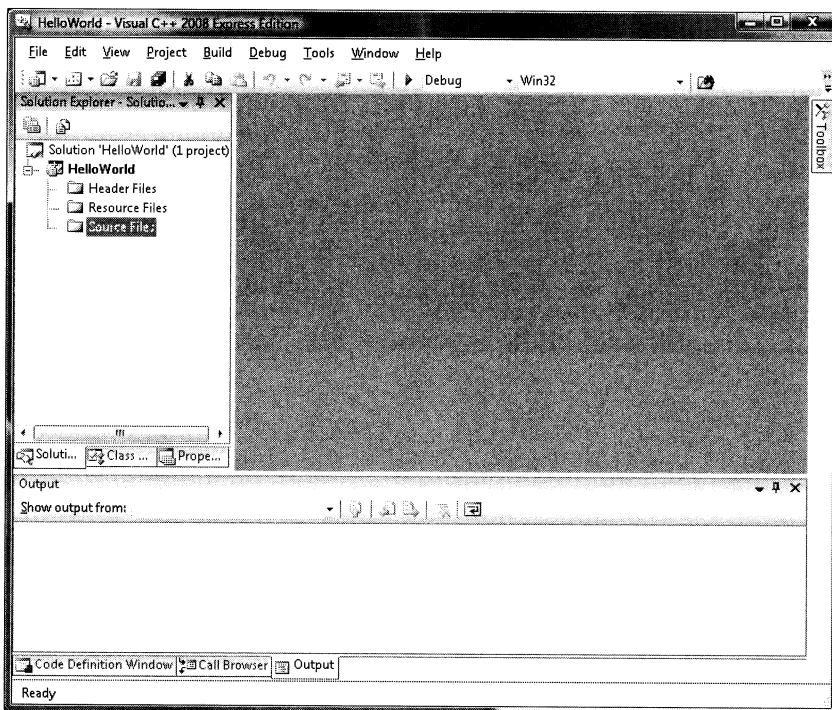 HelloWorld - Visual C++ 2008 Express Edition
File Edit View Project Build Debug Tools Window Help
Debug Win32
Solution Explorer - Solutio...
Toolbox
Solution 'HelloWorld' (1 project)
HelloWorld
Header Files
Resource Files
Source Files
Soluti... Class ... Prope...
Output
Show output from:
Code Definition Window Call Browser Output
Ready